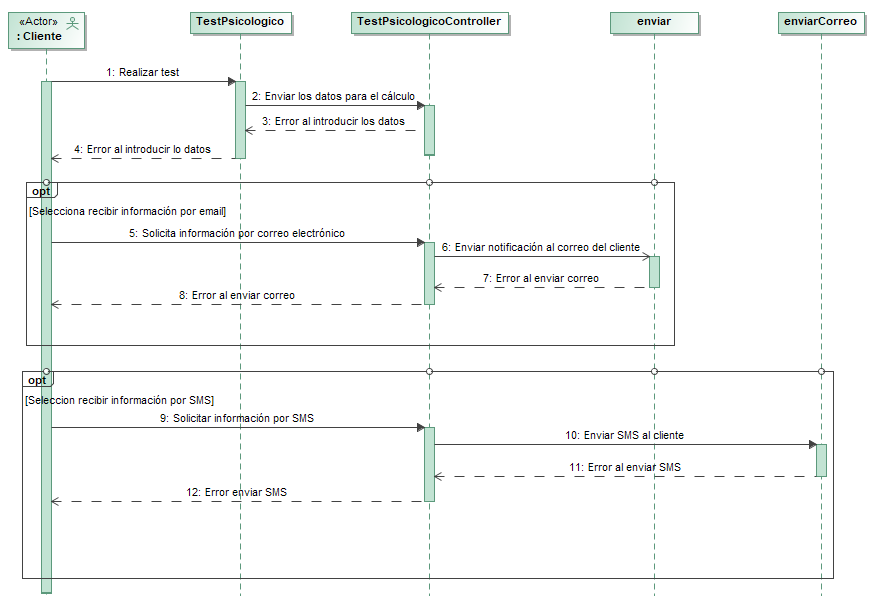 «Actor»
: Cliente
TestPsicologico
TestPsicologicoController
enviar
enviarCorreo
1: Realizar test
2: Enviar los datos para el cálculo
3: Error al introducir los datos
4: Error al introducir lo datos
opt
[Selecciona recibir información por email]
5: Solicita información por correo electrónico
6: Enviar notificación al correo del cliente
7: Error al enviar correo
8: Error al enviar correo
opt
[Seleccion recibir información por SMS]
9: Solicitar información por SMS
10: Enviar SMS al cliente
11: Error al enviar SMS
12: Error enviar SMS